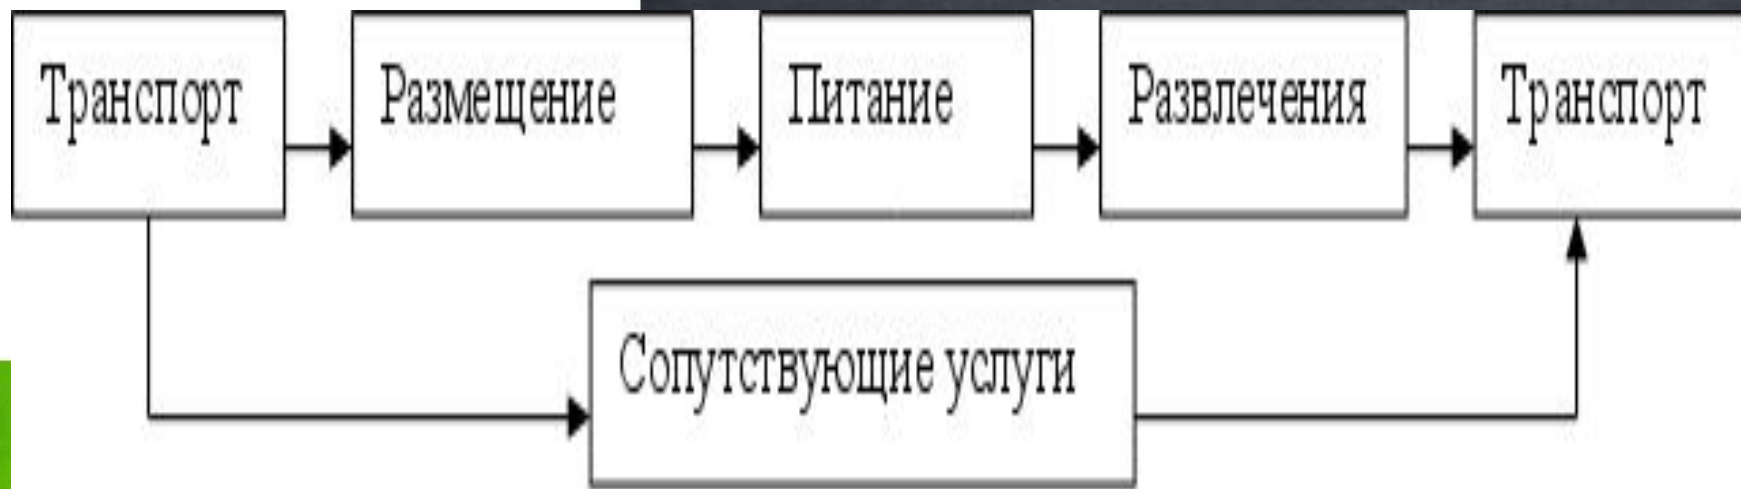 Транспорт
Размещение
Питание
Развлечения
Транспорт
Сопутствующие услуги